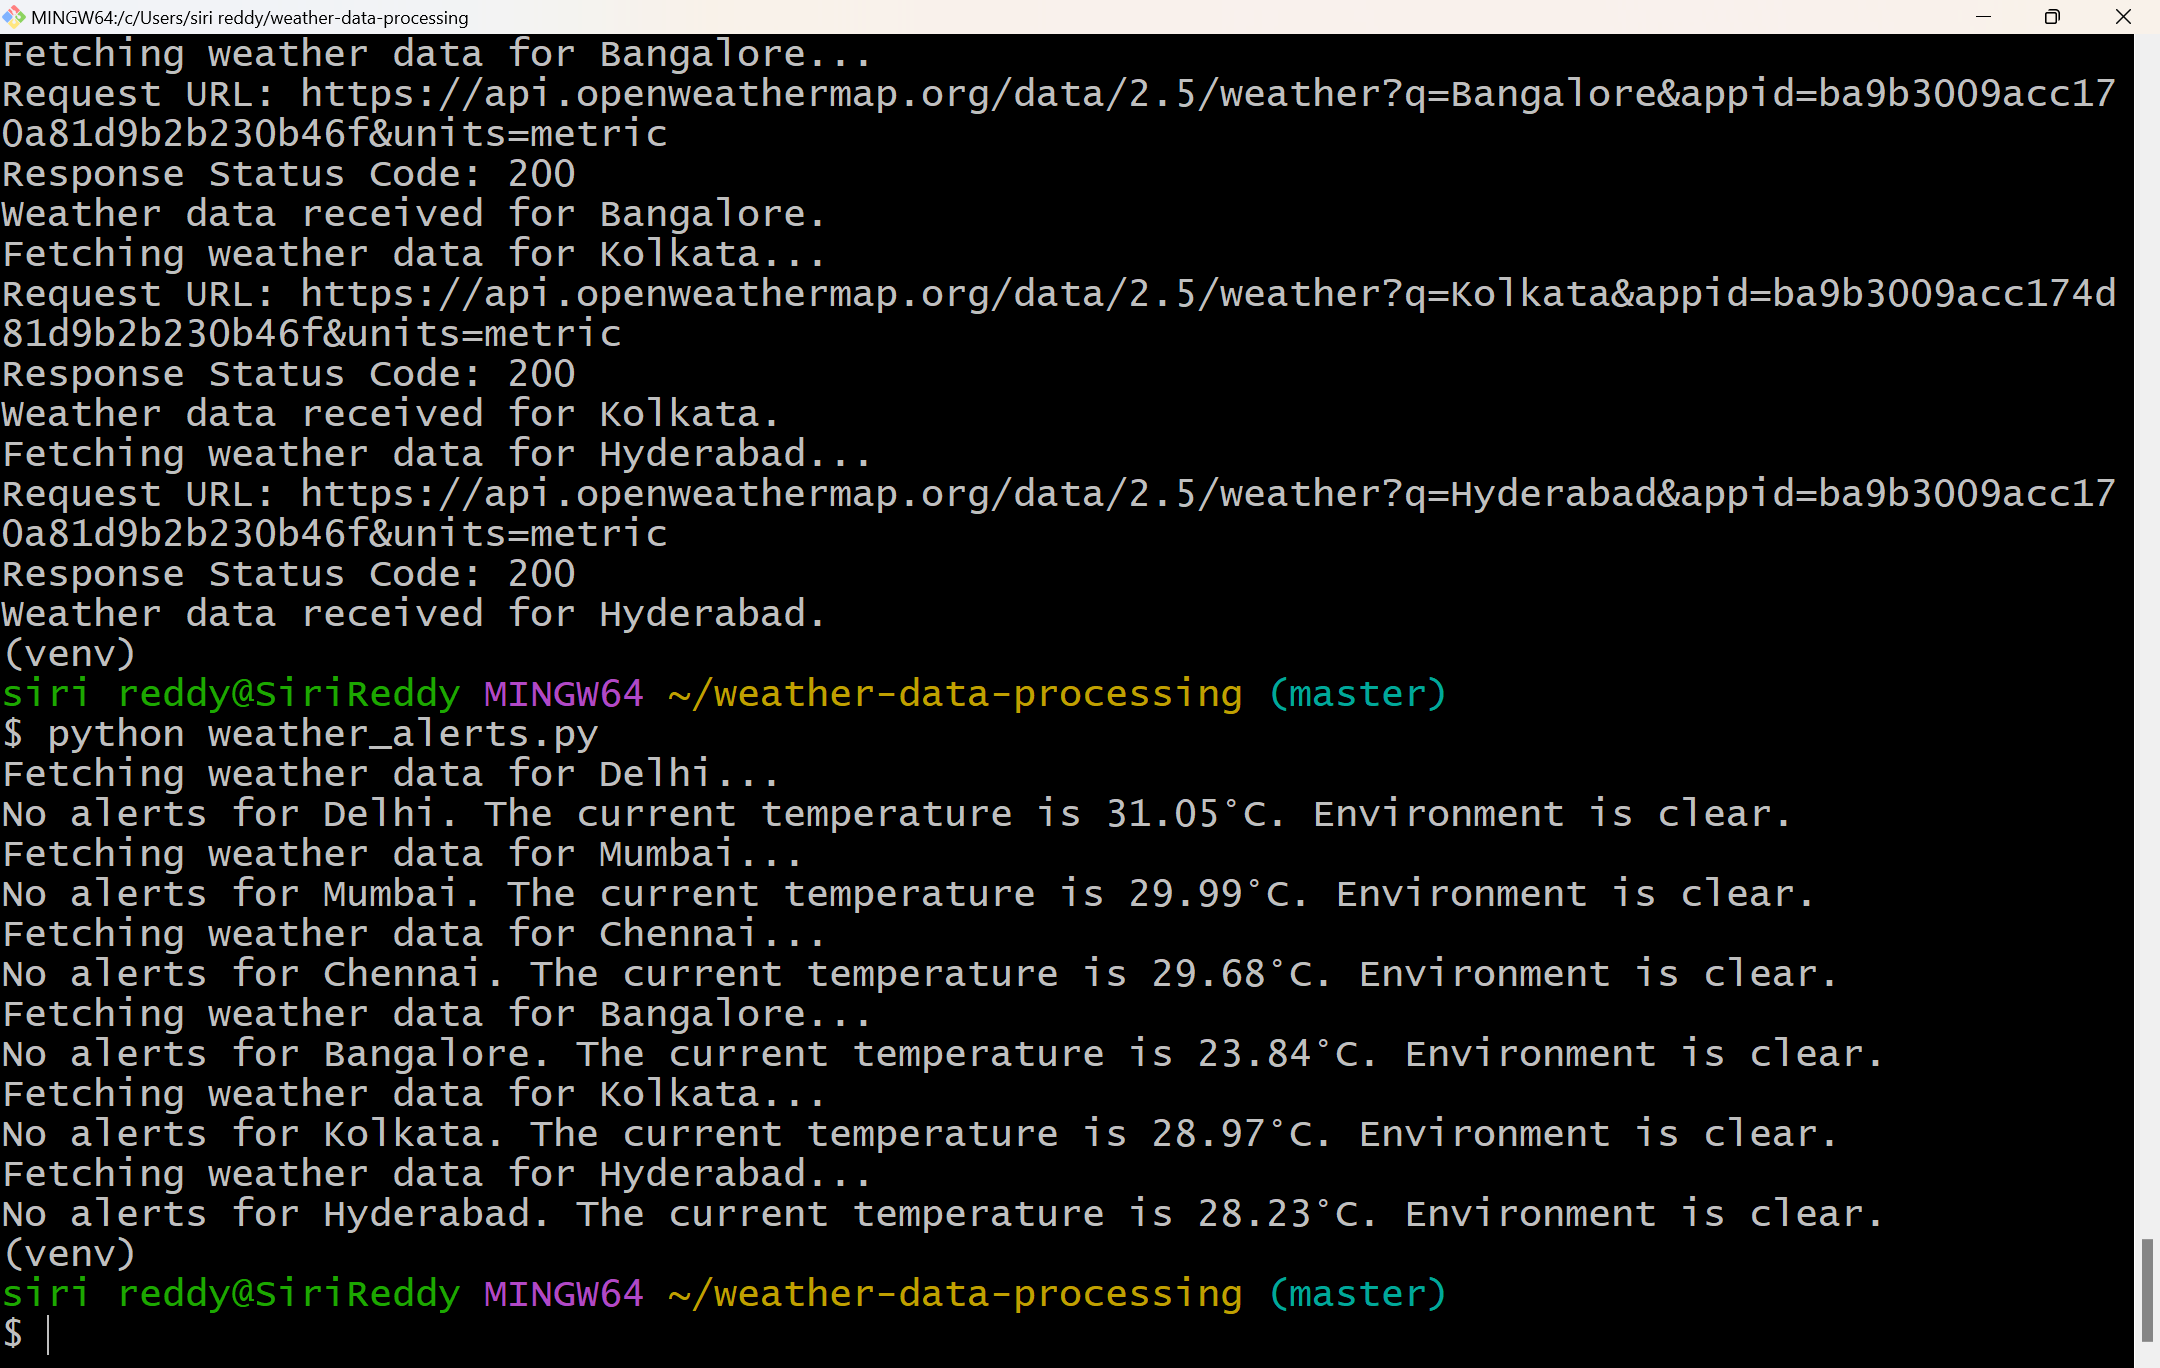 MINGW64:/c/Users/siri reddy/weather-data-processing
Fetching weather data for Bangalore...
Request URL: https://api.openweathermap.org/data/2.5/weather?q=Bangalore&appid=ba9b3009acc17
0a81d9b2b230b46f&units=metric
Response Status Code: 200
Weather data received for Bangalore.
Fetching weather data for Kolkata...
Request URL: https://api.openweathermap.org/data/2.5/weather?q=Kolkata&appid=ba9b3009acc174d
81d9b2b230b46f&units=metric
Response Status Code: 200
Weather data received for Kolkata.
Fetching weather data for Hyderabad...
Request URL: https://api.openweathermap.org/data/2.5/weather?q=Hyderabad&appid=ba9b3009acc17
0a81d9b2b230b46f&units=metric
Response Status Code: 200
Weather data received for Hyderabad.
(venv)
siri reddy@SiriReddy MINGW64 ~/weather-data-processing (master)
$ python weather_alerts.py
Fetching weather data for Delhi...
No alerts for Delhi. The current temperature is 31.05°C. Environment is clear.
Fetching weather data for Mumbai...
No alerts for Mumbai. The current temperature is 29.99°C. Environment is clear.
Fetching weather data for Chennai...
No alerts for Chennai. The current temperature is 29.68°C. Environment is clear.
Fetching weather data for Bangalore...
No alerts for Bangalore. The current temperature is 23.84°C. Environment is clear.
Fetching weather data for Kolkata...
No alerts for Kolkata. The current temperature is 28.97°C. Environment is clear.
Fetching weather data for Hyderabad...
No alerts for Hyderabad. The current temperature is 28.23°C. Environment is clear.
(venv)
siri reddy@SiriReddy MINGW64 ~/weather-data-processing (master)
$